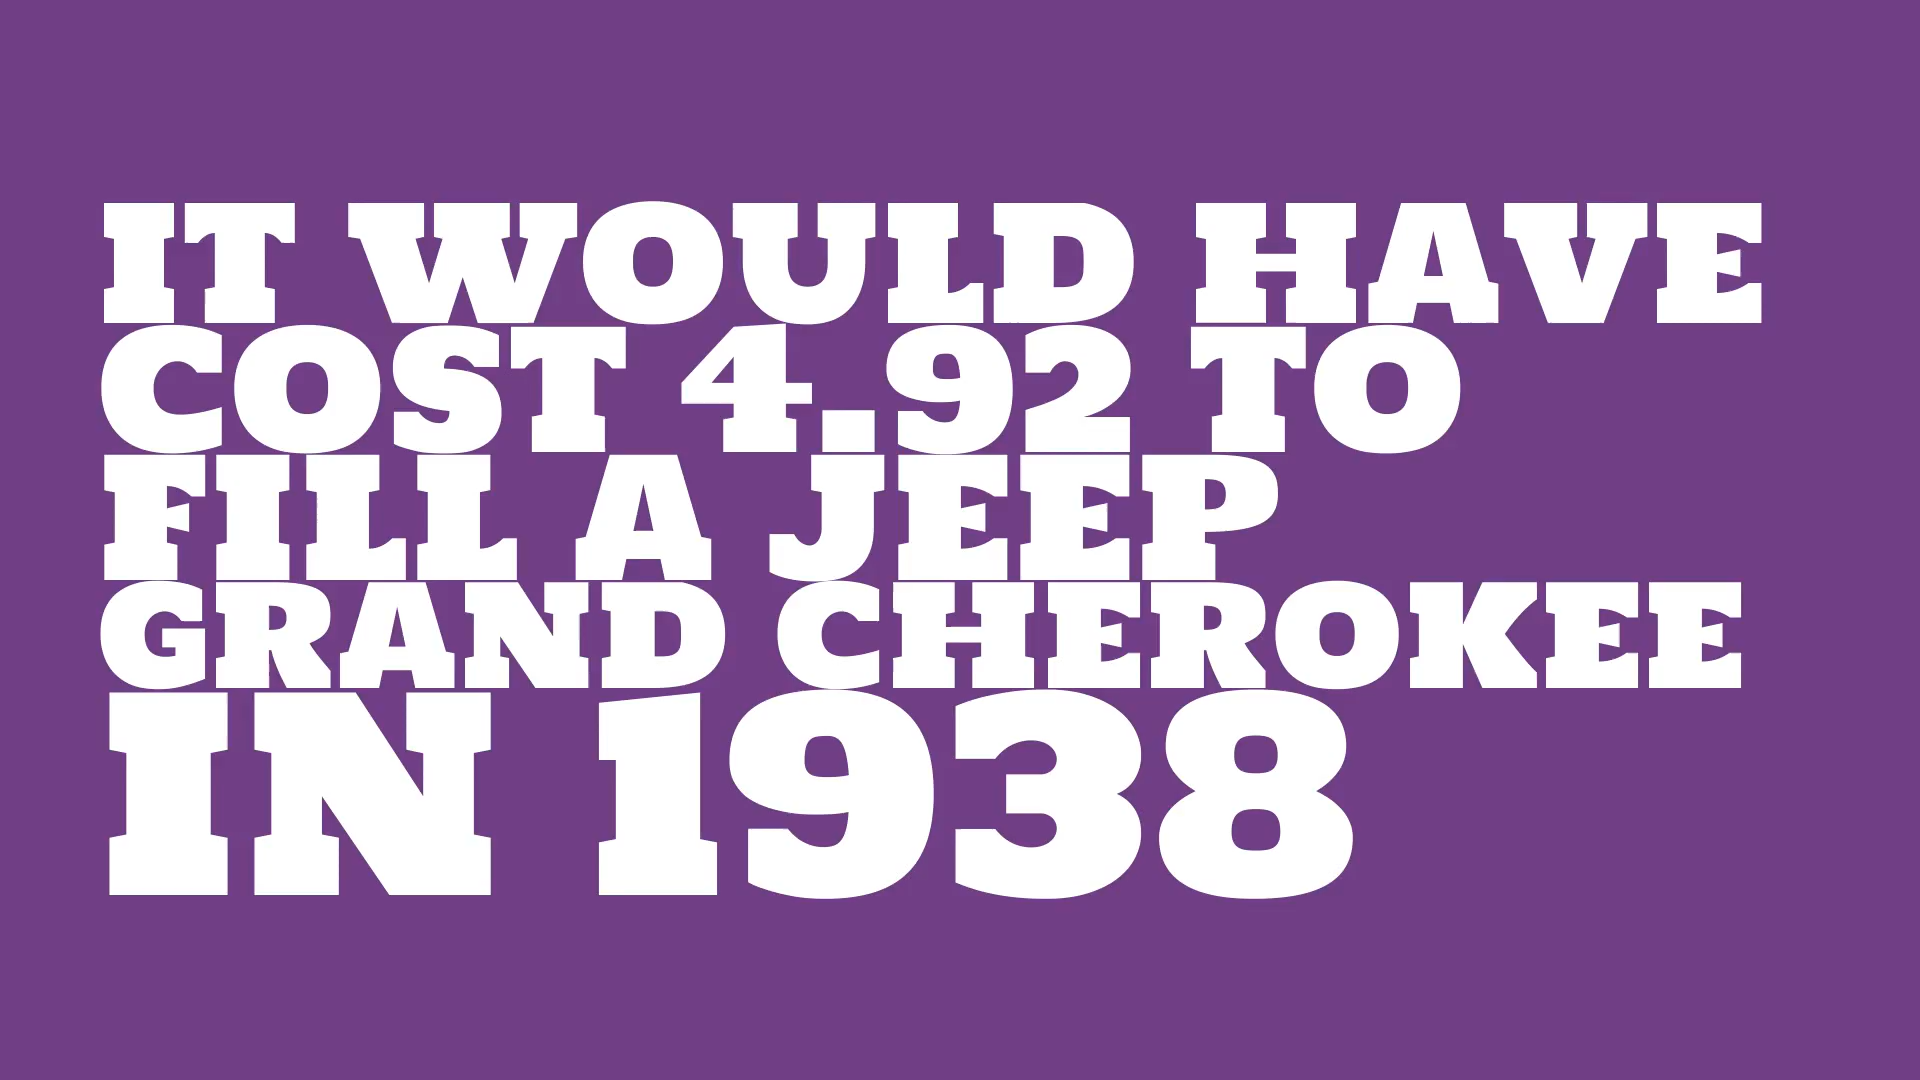 IT WOULD HAVE
COST 4.92 TO
FILL A JEEP
GRAND CHEROKEE
IN 1938